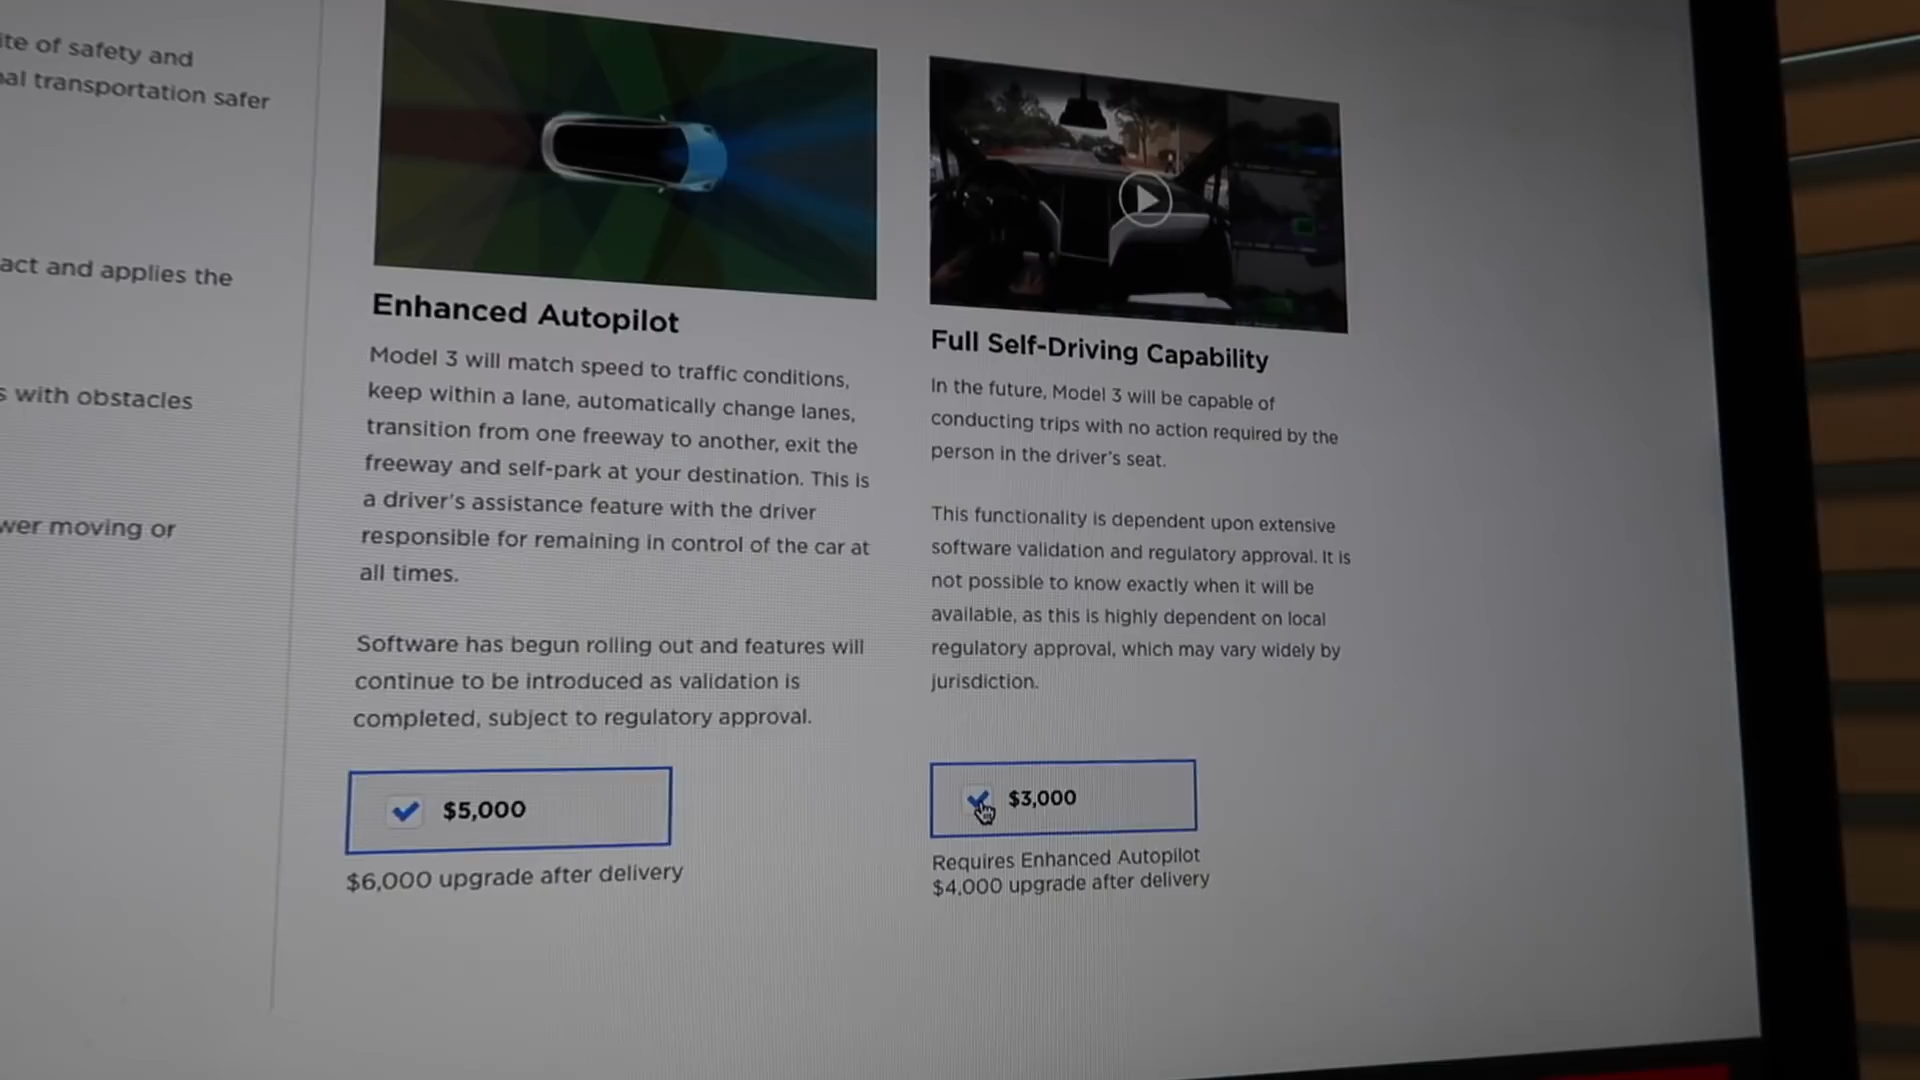 of safety and
transportation safer
act and applies the
with obstacles
moving or
Enhanced Autopilot
Model 3 will match speed to traffic conditions,
keep within a lane, automatically change lanes,
transition from one freeway to another, exit the
freeway and self-park at your destination. This is
a driver's assistance feature with the driver
responsible for remaining in control of the car at
all times.
Software has begun rolling out and features will
continue to be introduced as validation is
completed, subject to regulatory approval.
$5,000
$6,000 upgrade after delivery
Full Self-Driving Capability
In the future, Model 3 will be capable of
conducting trips with no action required by the
person in the driver's seat.
This functionality is dependent upon extensive
software validation and regulatory approval. It is
not possible to know exactly when it will be
available, as this is highly dependent on local
regulatory approval, which may vary widely by
jurisdiction.
$3,000
Requires Enhanced Autopilot
$4,000 upgrade after delivery